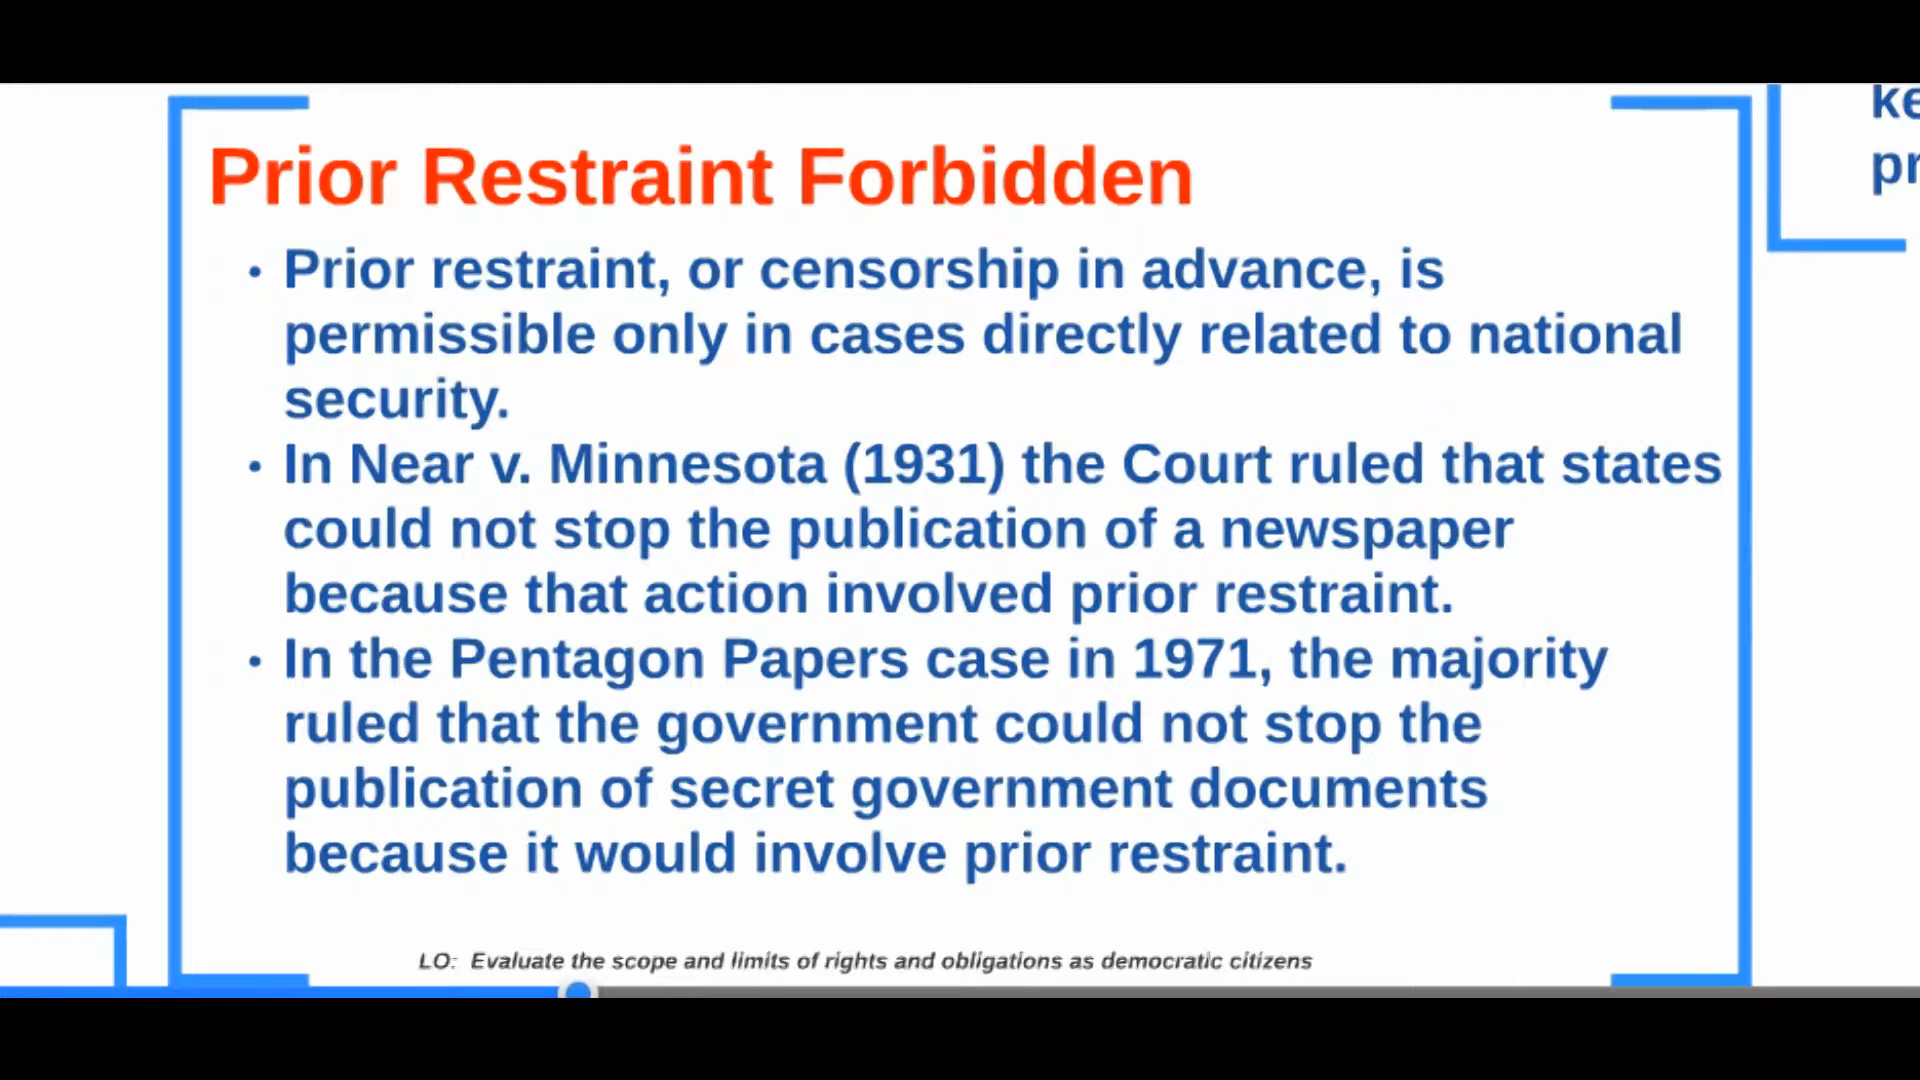 Prior Restraint Forbidden
• Prior restraint, or censorship in advance, is
permissible only in cases directly related to national
security.
• In Near v. Minnesota (1931) the Court ruled that states
could not stop the publication of a newspaper
because that action involved prior restraint.
• In the Pentagon Papers case in 1971, the majority
ruled that the government could not stop the
publication of secret government documents
because it would involve prior restraint.
LO: Evaluate the scope and limits of rights and obligations as democratic citizens
ke
pr